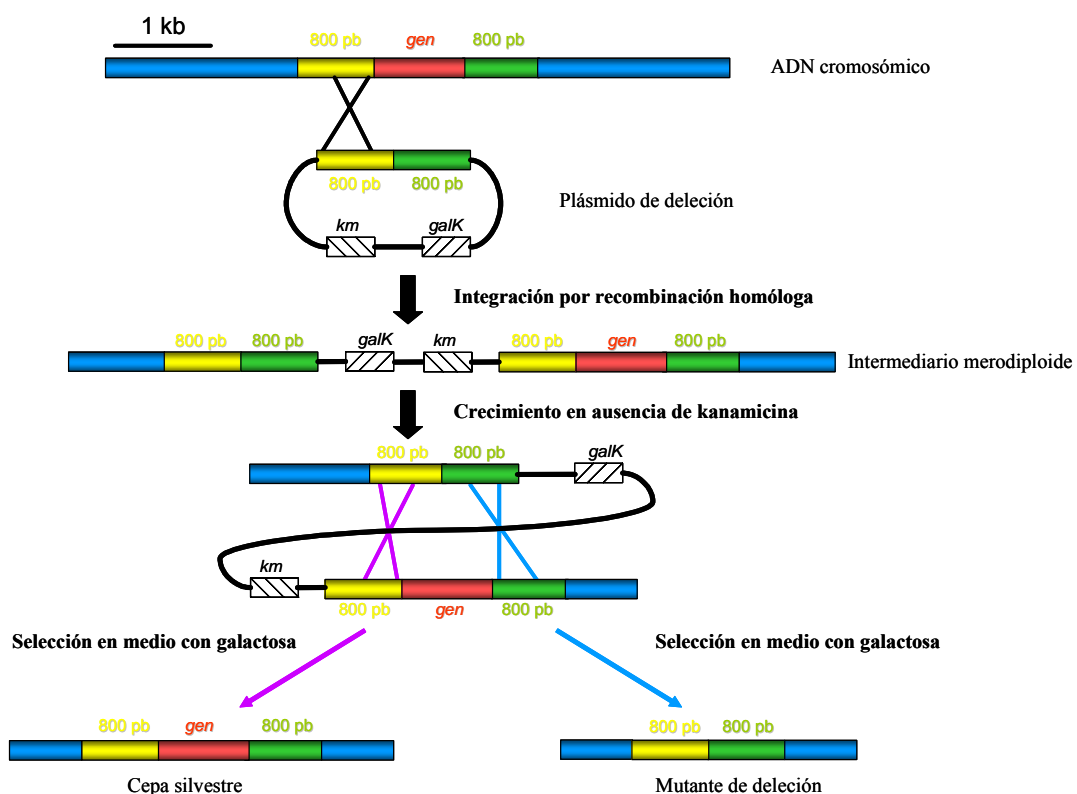 1 kb
800 pb gen 800 pb
ADN cromosómico
800 pb 800 pb
Plásmido de deleción
km galK
Integración por recombinación homóloga
800 pb 800 pb galK km 800 pb gen 800 pb
Intermediario merodiploide
Crecimiento en ausencia de kanamicina
800 pb 800 pb galK
km
800 pb gen 800 pb
Selección en medio con galactosa
Selección en medio con galactosa
800 pb gen 800 pb
800 pb 800 pb
Cepa silvestre
Mutante de deleción